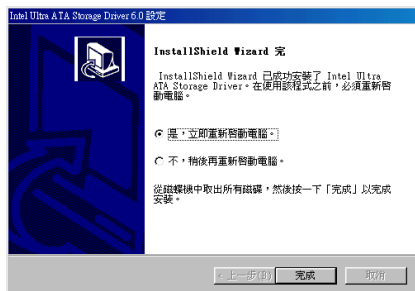 Intel Ultra ATA Storage Driver 6.0 設定
InstallShield Wizard 完
InstallShield Wizard 已成功安裝了 Intel Ultra
ATA Storage Driver。在使用該程式之前，必須重新啓
動電腦。
是，立即重新啓動電腦。
不，稍後再重新啓動電腦。
從磁碟機中取出所有磁碟，然後按一下「完成」以完成
安裝。
< 上一步(B)
完成
取消